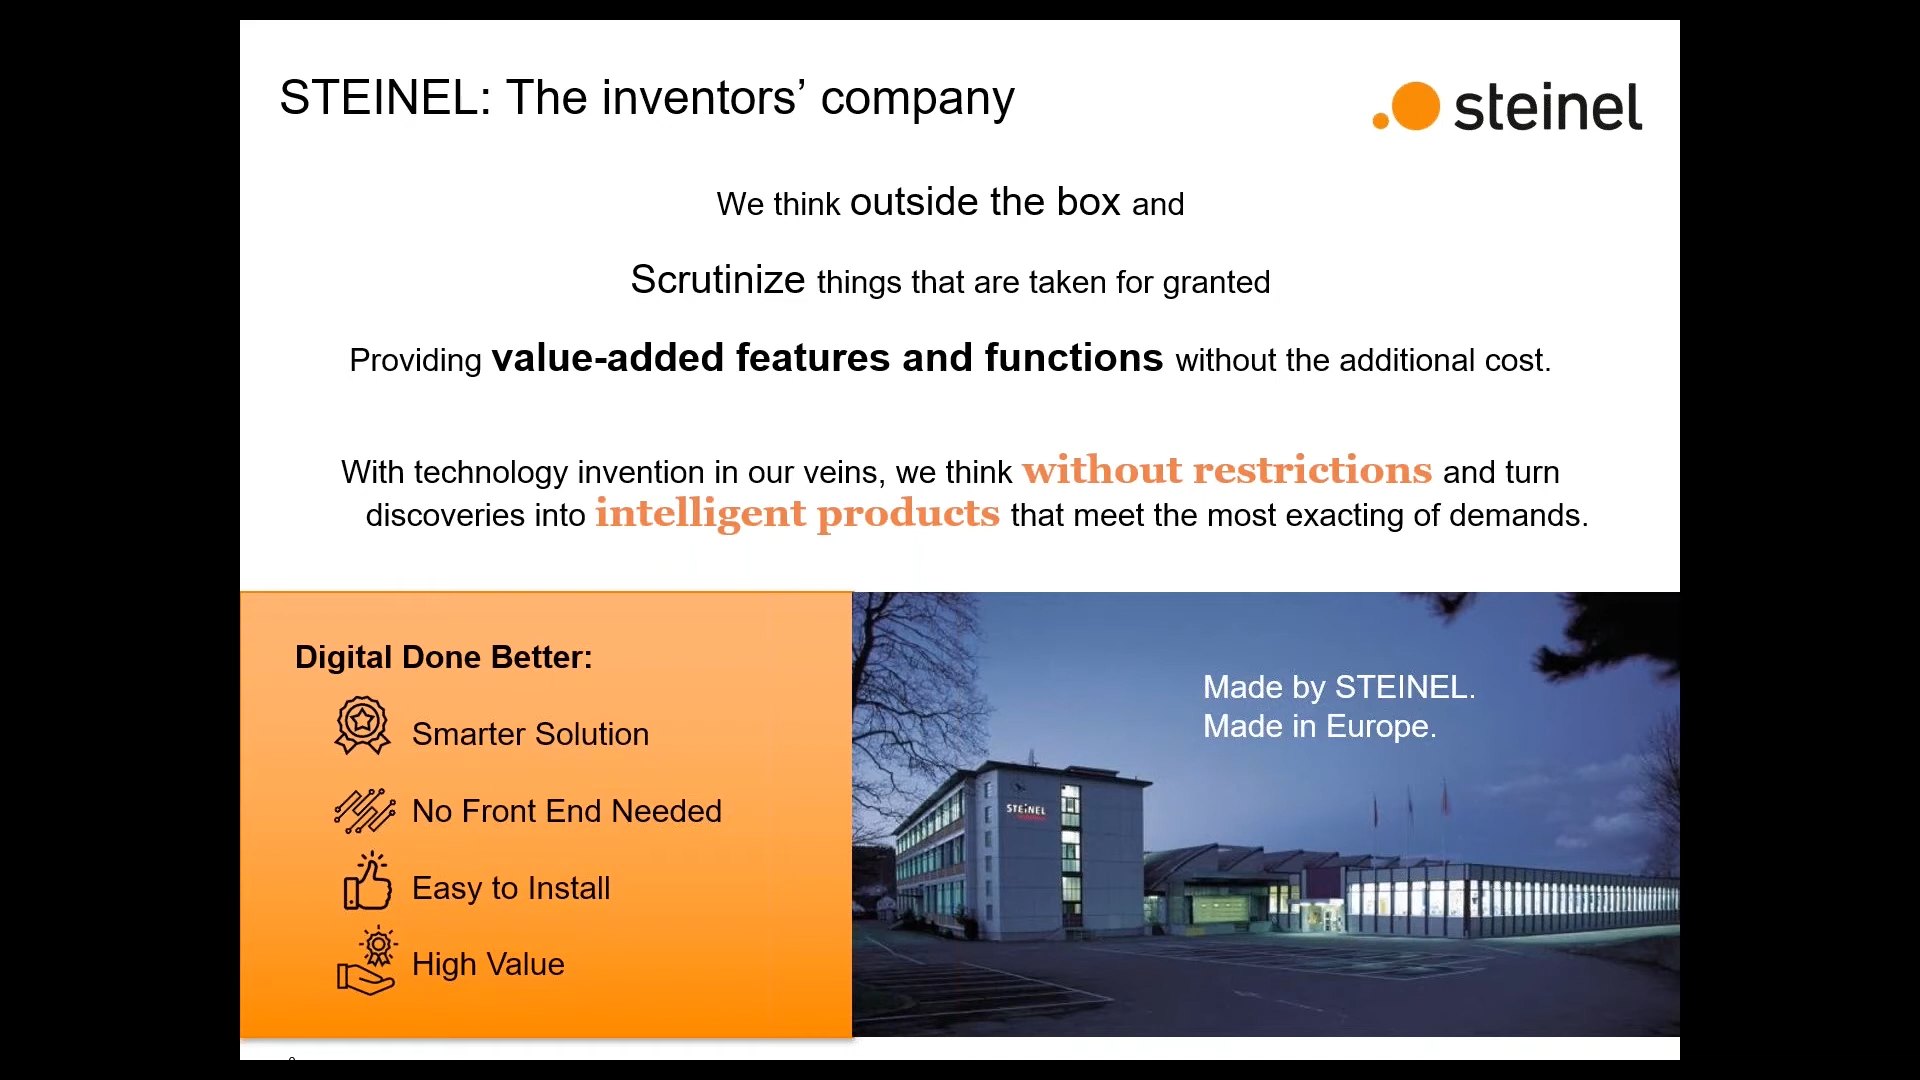 STEINEL: The inventors’ company
steinel
We think outside the box and
Scrutinize things that are taken for granted
Providing value-added features and functions without the additional cost.
With technology invention in our veins, we think without restrictions and turn
discoveries into intelligent products that meet the most exacting of demands.
Digital Done Better:
Smarter Solution
No Front End Needed
Easy to Install
High Value
Made by STEINEL.
Made in Europe.
STEINEL